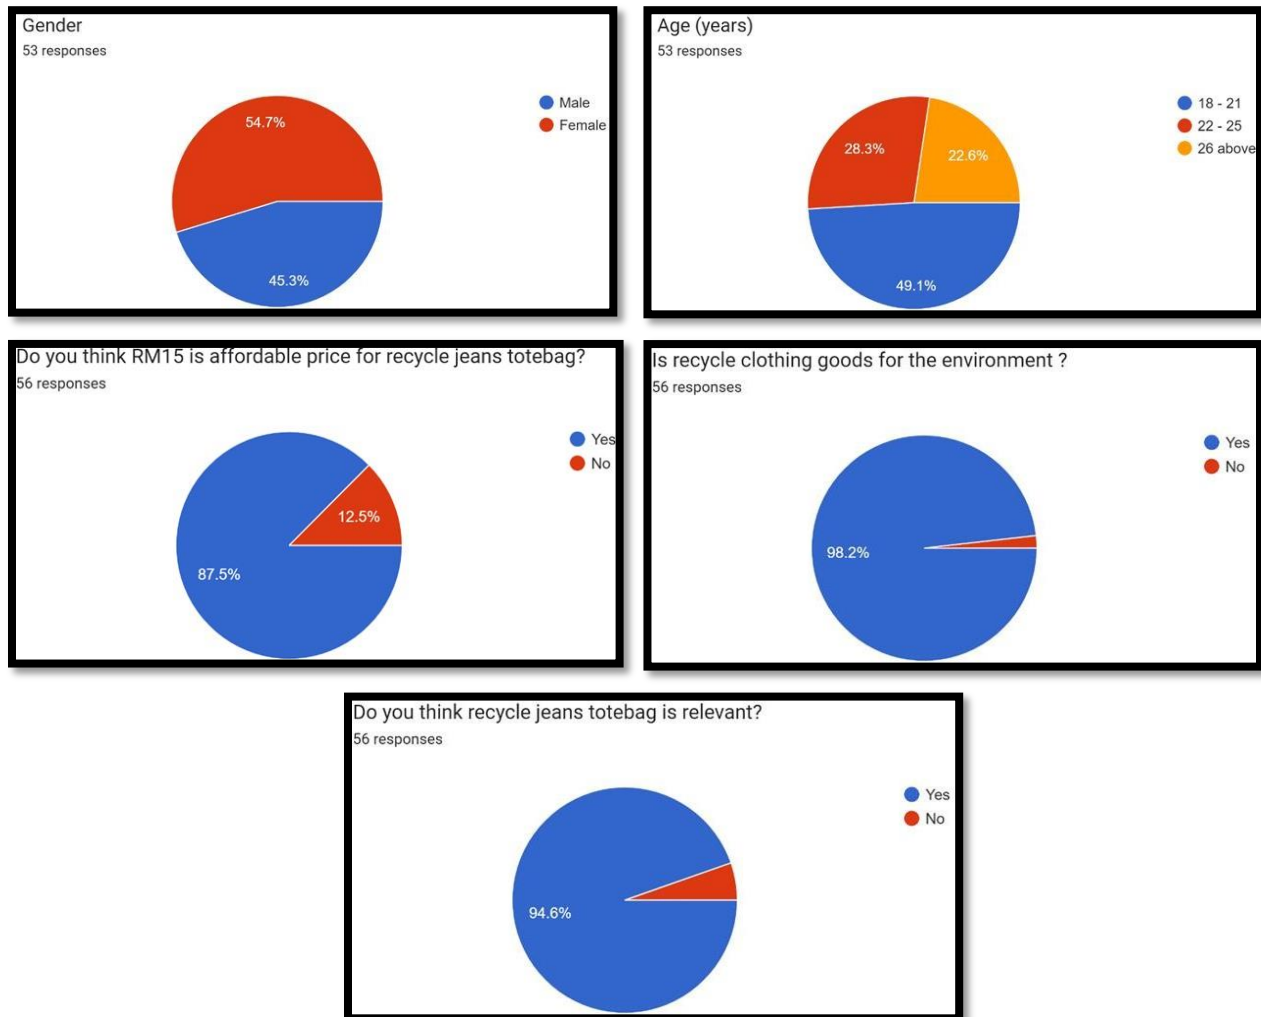 Gender
53 responses
Male
Female
54.7%
45.3%
Age (years)
53 responses
18 - 21
22 - 25
26 above
28.3%
22.6%
49.1%
Do you think RM15 is affordable price for recycle jeans totebag?
56 responses
Yes
No
12.5%
87.5%
Is recycle clothing goods for the environment ?
56 responses
Yes
No
98.2%
Do you think recycle jeans totebag is relevant?
56 responses
Yes
No
94.6%